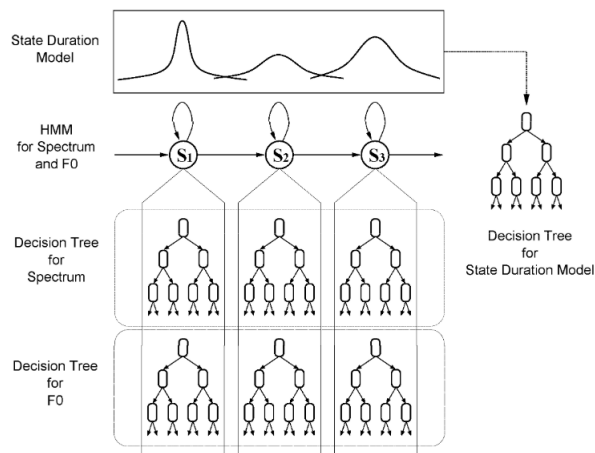 State Duration
Model
HMM
for Spectrum
and F0
S1
S2
S3
Decision Tree
for
Spectrum
Decision Tree
for
State Duration Model
Decision Tree
for
F0